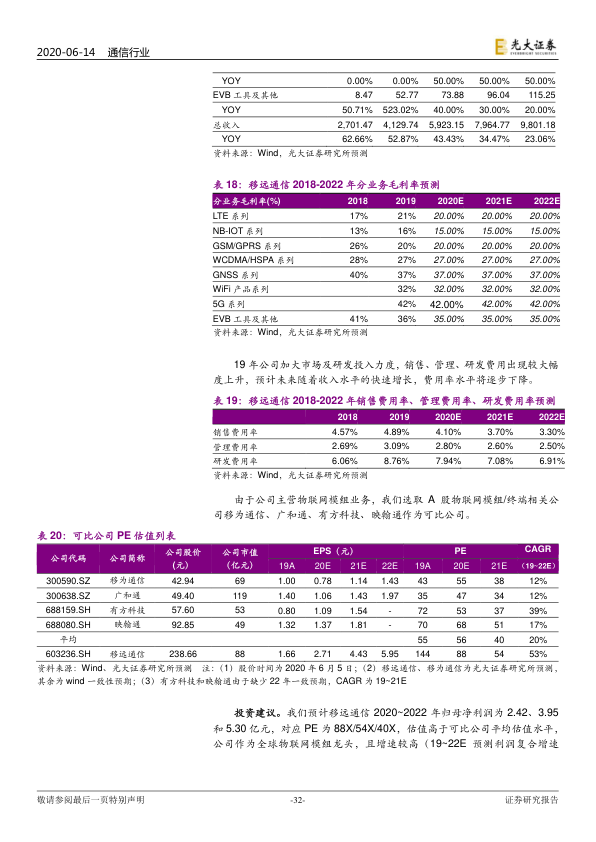 2020-06-14 通信行业
光大证券
EVERBRIGHT SECURITIES
YOY 0.00% 0.00% 50.00% 50.00% 50.00%
EVB 工具及其他 8.47 52.77 73.88 96.04 115.25
YOY 50.71% 523.02% 40.00% 30.00% 20.00%
总收入 2,701.47 4,129.74 5,923.15 7,964.77 9,801.18
YOY 62.66% 52.87% 43.43% 34.47% 23.06%
资料来源：Wind，光大证券研究所预测
表 18：移远通信 2018-2022 年分业务毛利率预测
分业务毛利率(%) 2018 2019 2020E 2021E 2022E
LTE 系列 17% 21% 20.00% 20.00% 20.00%
NB-IOT 系列 13% 16% 15.00% 15.00% 15.00%
GSM/GPRS 系列 26% 20% 20.00% 20.00% 20.00%
WCDMA/HSPA 系列 28% 27% 27.00% 27.00% 27.00%
GNSS 系列 40% 37% 37.00% 37.00% 37.00%
WiFi 产品系列 32% 32.00% 32.00% 32.00%
5G 系列 42% 42.00% 42.00% 42.00%
EVB 工具及其他 41% 36% 35.00% 35.00% 35.00%
资料来源：Wind，光大证券研究所预测
19 年公司加大市场及研发投入力度，销售、管理、研发费用出现较大幅
度上升，预计未来随着收入水平的快速增长，费用率水平将逐步下降。
表 19：移远通信 2018-2022 年销售费用率、管理费用率、研发费用率预测
2018 2019 2020E 2021E 2022E
销售费用率 4.57% 4.89% 4.10% 3.70% 3.30%
管理费用率 2.69% 3.09% 2.80% 2.60% 2.50%
研发费用率 6.06% 8.76% 7.94% 7.08% 6.91%
资料来源：Wind，光大证券研究所预测
由于公司主营物联网模组业务，我们选取 A 股物联网模组/终端相关公
司移为通信、广和通、有方科技、映翰通作为可比公司。
表 20：可比公司 PE 估值列表
公司代码 公司简称 公司股价（元） 公司市值（亿元） EPS（元） PE CAGR（19~22E）
19A 20E 21E 22E 19A 20E 21E
300590.SZ 移为通信 42.94 69 1.00 0.78 1.14 1.43 43 55 38 12%
300638.SZ 广和通 49.40 119 1.40 1.06 1.43 1.97 35 47 34 12%
688159.SH 有方科技 57.60 53 0.80 1.09 1.54 - 72 53 37 39%
688080.SH 映翰通 92.85 49 1.32 1.37 1.81 - 70 68 51 17%
平均 55 56 40 20%
603236.SH 移远通信 238.66 88 1.66 2.71 4.43 5.95 144 88 54 53%
资料来源：Wind、光大证券研究所预测 注：（1）股价时间为 2020 年 6 月 5 日；（2）移远通信、移为通信为光大证券研究所预测，
其余为 wind 一致性预期；（3）有方科技和映翰通由于缺少 22 年一致预期，CAGR 为 19~21E
投资建议。我们预计移远通信 2020~2022 年归母净利润为 2.42、3.95
和 5.30 亿元，对应 PE 为 88X/54X/40X，估值高于可比公司平均估值水平，
公司作为全球物联网模组龙头，且增速较高（19~22E 预测利润复合增速
敬请参阅最后一页特别声明 -32- 证券研究报告